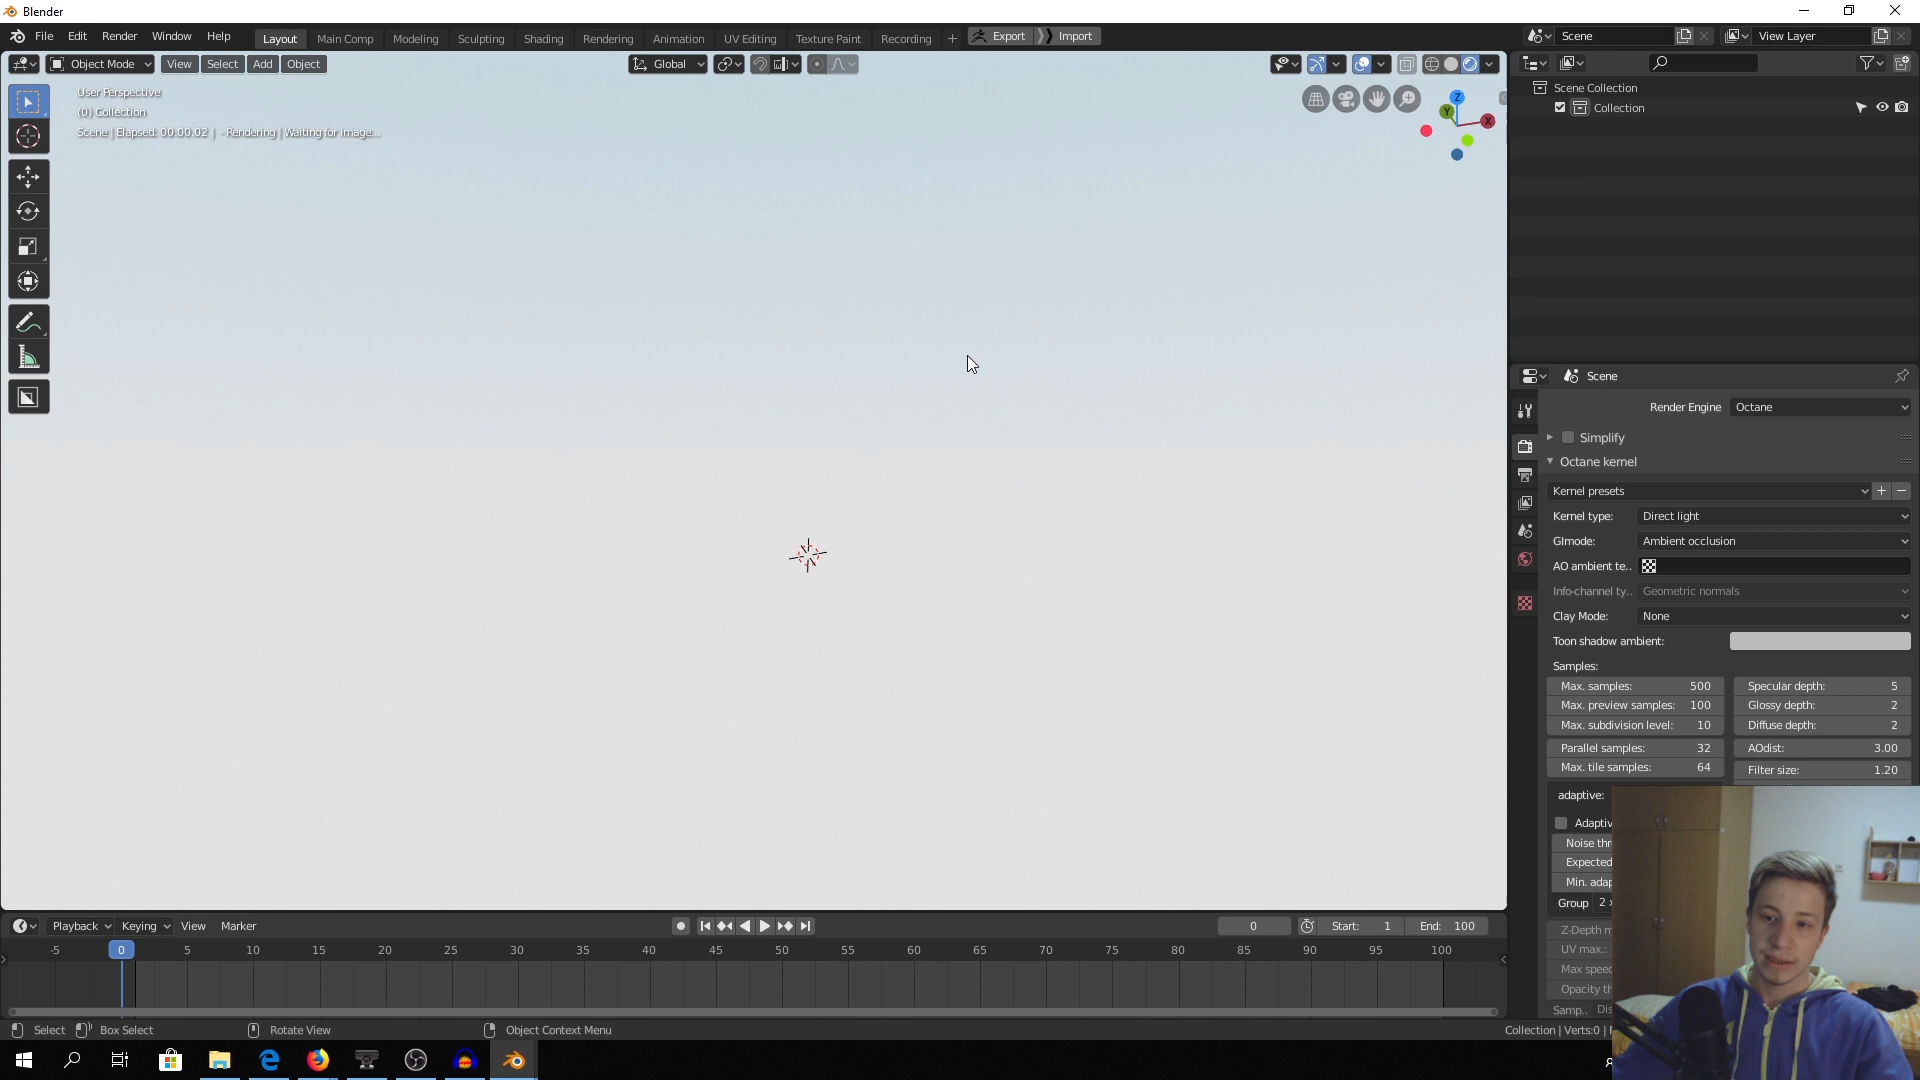 Blender
File Edit Render Window Help Layout Main Comp Modeling Sculpting Shading Rendering Animation UV Editing Texture Paint Recording + Export Import Scene View Layer
Object Mode View Select Add Object Global
User Perspective
(0) Collection
Scene | Elapsed: 00:00.02 | - Rendering | Waiting for image...
Z
Y
X
Scene Collection
Collection
Scene
Render Engine Octane
Simplify
Octane kernel
Kernel presets
Kernel type: Direct light
GImode: Ambient occlusion
AO ambient te..
Info-channel ty.. Geometric normals
Clay Mode: None
Toon shadow ambient:
Samples:
Max. samples: 500 Specular depth: 5
Max. preview samples: 100 Glossy depth: 2
Max. subdivision level: 10 Diffuse depth: 2
Parallel samples: 32 AOdist: 3.00
Max. tile samples: 64 Filter size: 1.20
adaptive:
Adaptiv
Noise thr
Expected
Min. adap
Group 2 x
Z-Depth m
UV max.:
Max speed
Opacity th
Samp.. Dis
Playback Keying View Marker 0 Start: 1 End: 100
-5 0 5 10 15 20 25 30 35 40 45 50 55 60 65 70 75 80 85 90 95 100
Select Box Select Rotate View Object Context Menu Collection | Verts:0 |